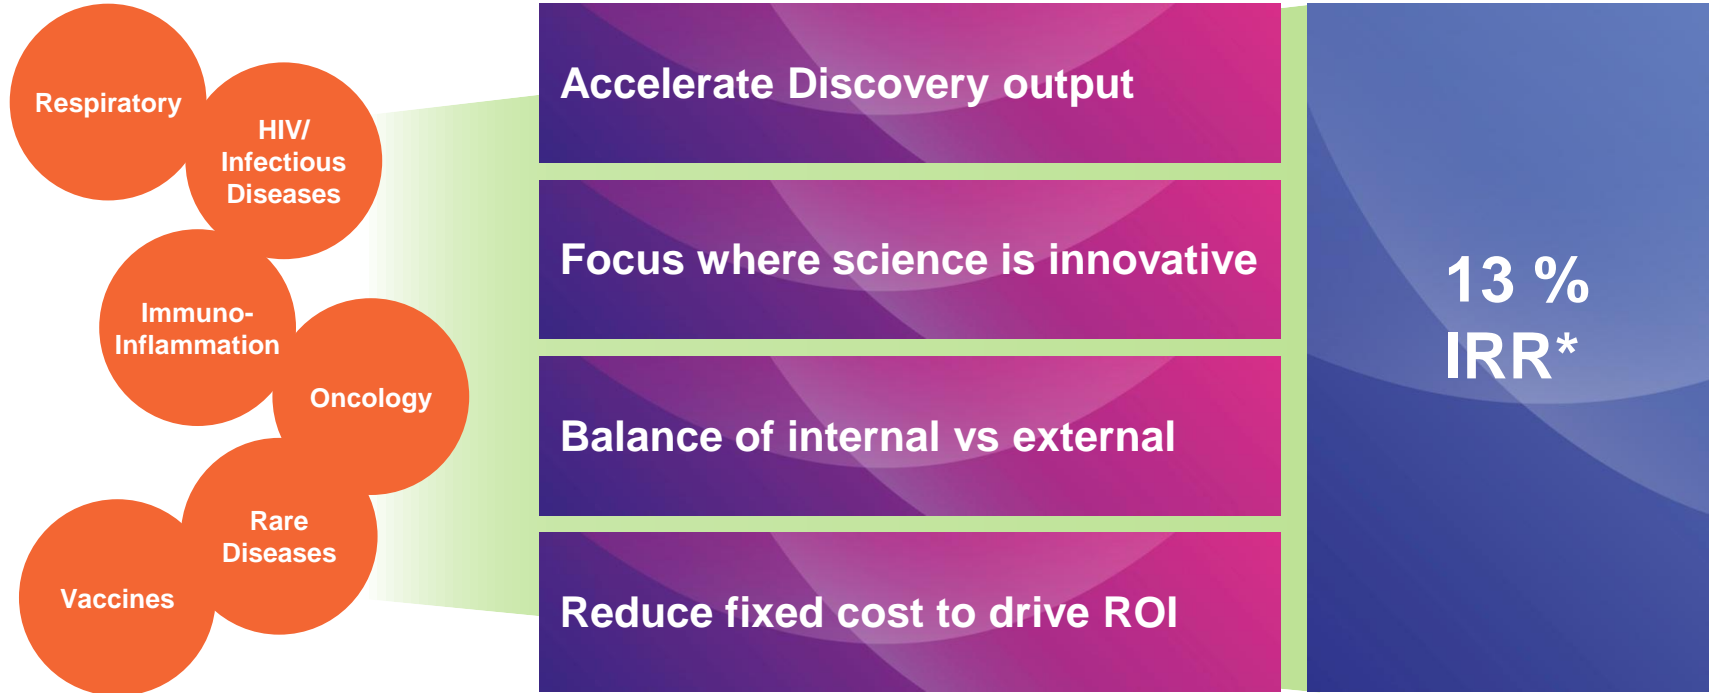 Respiratory
HIV/
Infectious
Diseases
Immuno-
Inflammation
Oncology
Rare
Diseases
Vaccines
Accelerate Discovery output
Focus where science is innovative
Balance of internal vs external
Reduce fixed cost to drive ROI
13 %
IRR*